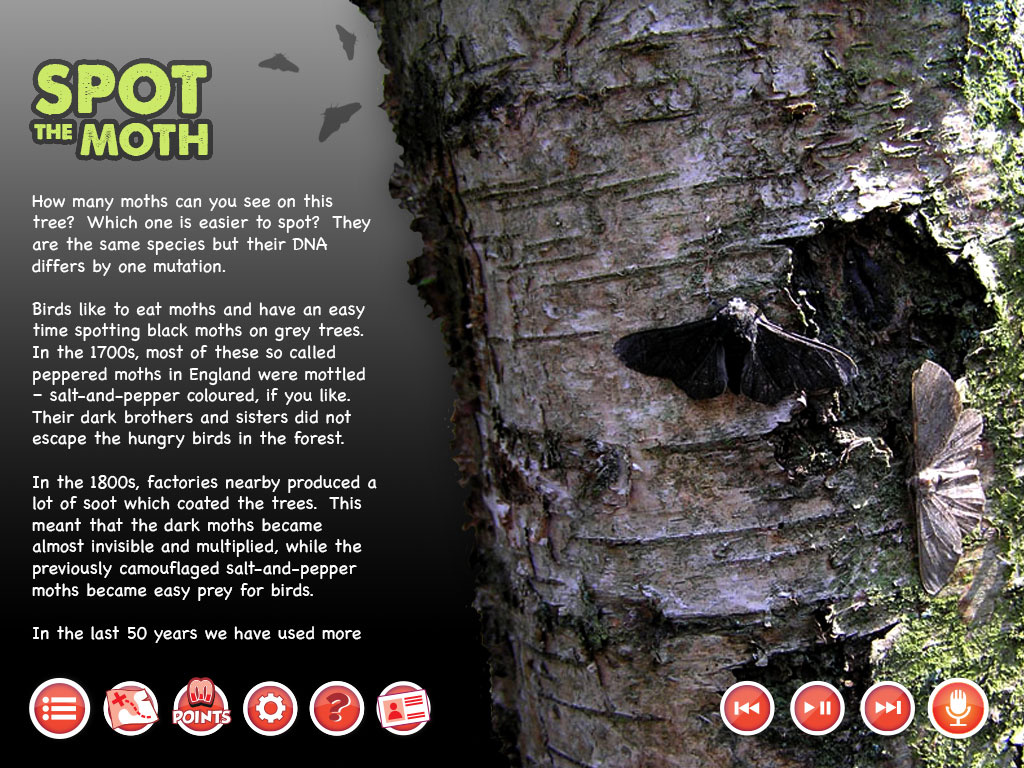 SPOT
THE MOTH
How many moths can you see on this
tree?  Which one is easier to spot?  They
are the same species but their DNA
differs by one mutation.
Birds like to eat moths and have an easy
time spotting black moths on grey trees.
In the 1700s, most of these so called
peppered moths in England were mottled
– salt-and-pepper coloured, if you like.
Their dark brothers and sisters did not
escape the hungry birds in the forest.
In the 1800s, factories nearby produced a
lot of soot which coated the trees.  This
meant that the dark moths became
almost invisible and multiplied, while the
previously camouflaged salt-and-pepper
moths became easy prey for birds.
In the last 50 years we have used more
POINTS
?